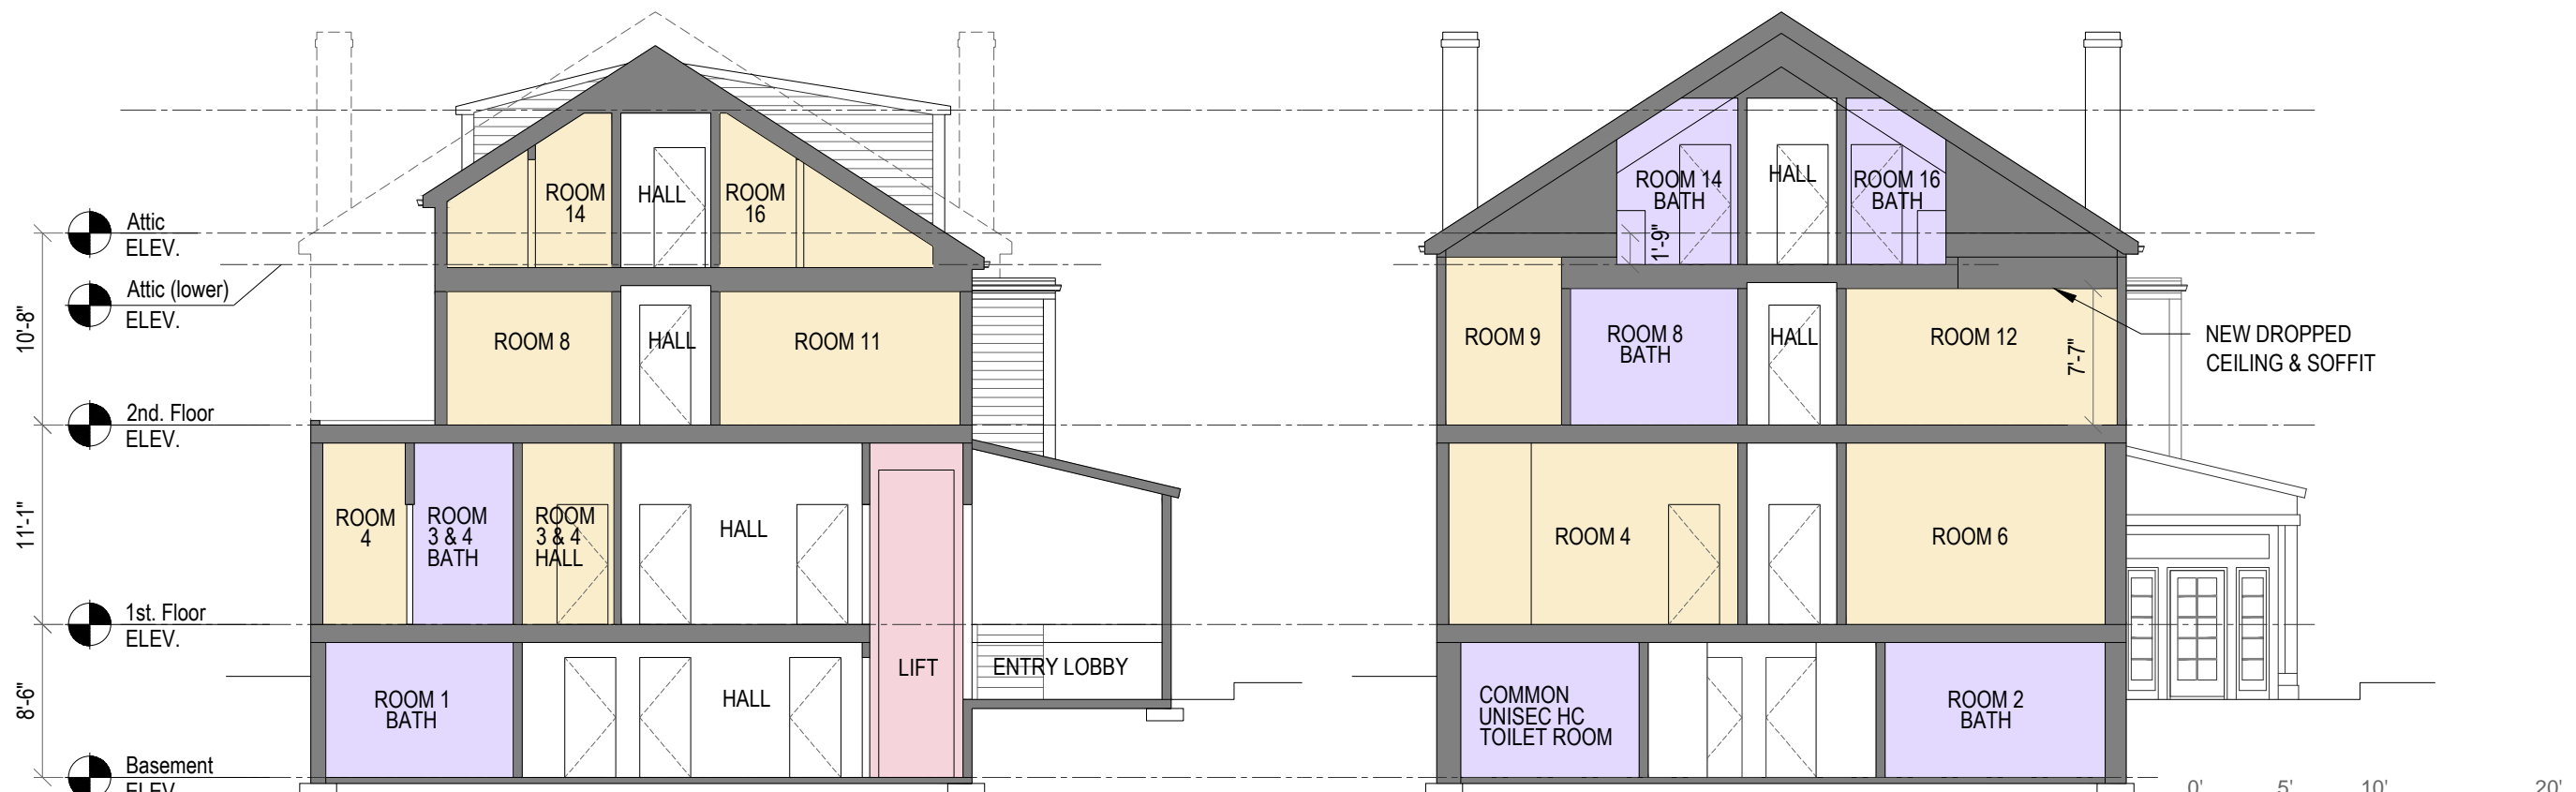 ROOM
14
HALL
ROOM
16
Attic
ELEV.
Attic (lower)
ELEV.
10'-8"
ROOM 8
HALL
ROOM 11
2nd. Floor
ELEV.
11'-1"
ROOM
4
ROOM
3 & 4
BATH
ROOM
3 & 4
HALL
HALL
1st. Floor
ELEV.
8'-6"
ROOM 1
BATH
HALL
LIFT
ENTRY LOBBY
Basement
ELEV.
ROOM 14
BATH
HALL
ROOM 16
BATH
1'-9"
ROOM 9
ROOM 8
BATH
HALL
ROOM 12
7'-7"
NEW DROPPED
CEILING & SOFFIT
ROOM 4
ROOM 6
COMMON
UNISEC HC
TOILET ROOM
ROOM 2
BATH
0' 5' 10' 20'